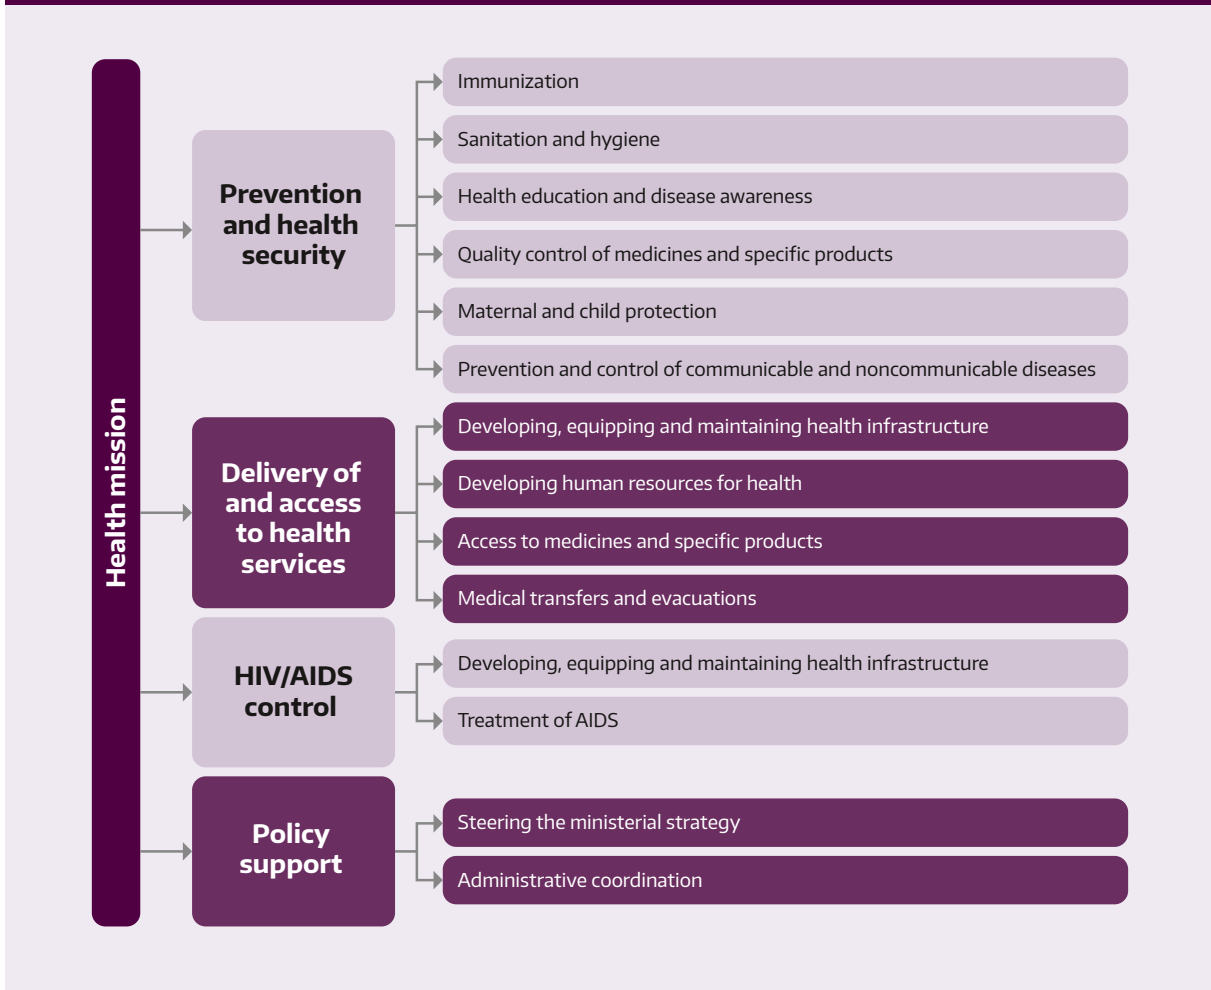 Health mission
Prevention
and health
security
Immunization
Sanitation and hygiene
Health education and disease awareness
Quality control of medicines and specific products
Maternal and child protection
Prevention and control of communicable and noncommunicable diseases
Delivery of
and access
to health
services
Developing, equipping and maintaining health infrastructure
Developing human resources for health
Access to medicines and specific products
Medical transfers and evacuations
HIV/AIDS
control
Developing, equipping and maintaining health infrastructure
Treatment of AIDS
Policy
support
Steering the ministerial strategy
Administrative coordination